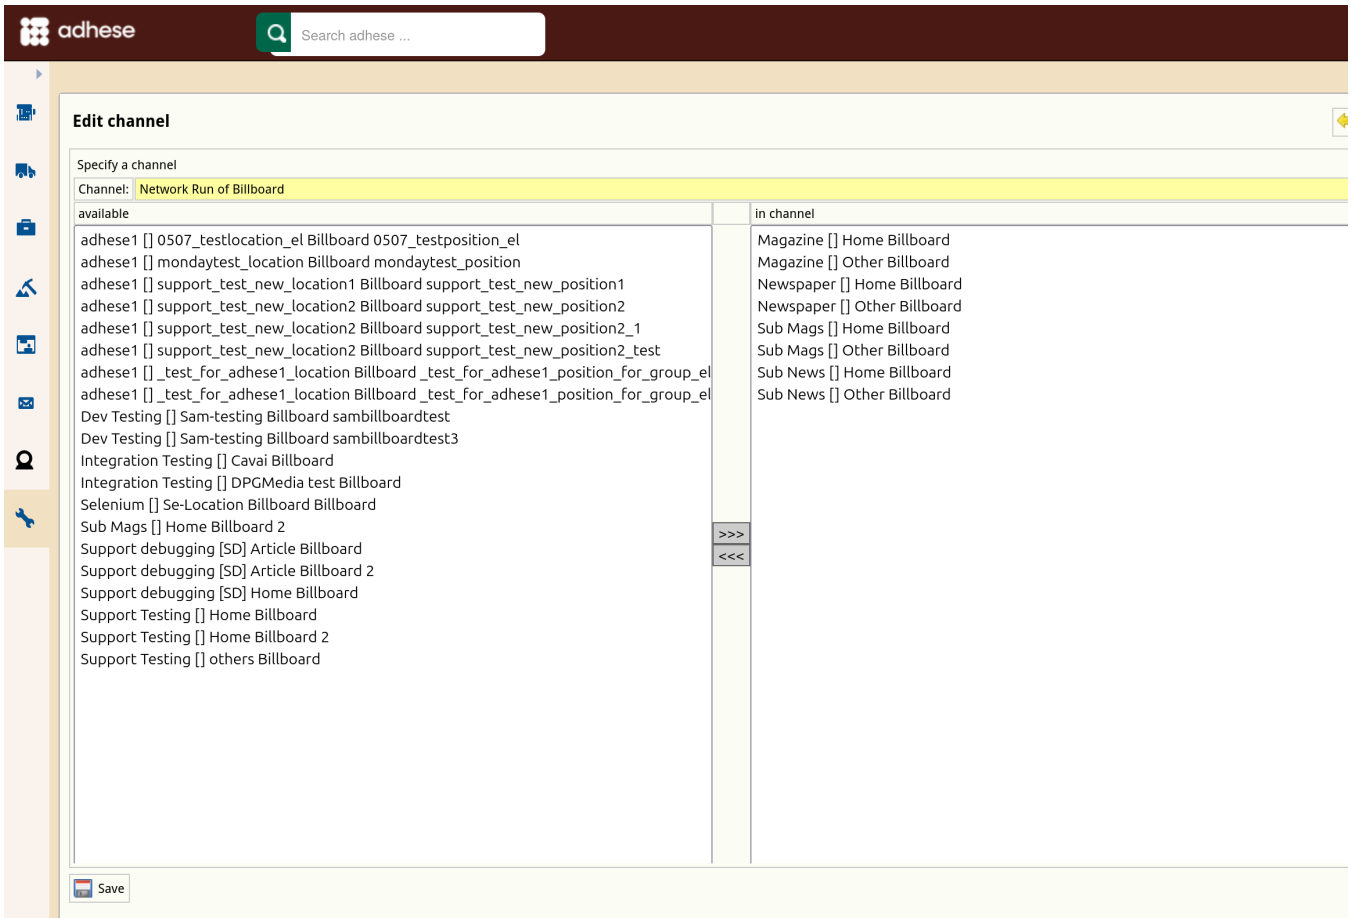 adhese
Search adhese ...
Edit channel
Specify a channel
Channel: Network Run of Billboard
available
in channel
adhese1 [] 0507_testlocation_el Billboard 0507_testposition_el
adhese1 [] mondaytest_location Billboard mondaytest_position
adhese1 [] support_test_new_location1 Billboard support_test_new_position1
adhese1 [] support_test_new_location2 Billboard support_test_new_position2
adhese1 [] support_test_new_location2 Billboard support_test_new_position2_1
adhese1 [] support_test_new_location2 Billboard support_test_new_position2_test
adhese1 [] _test_for_adhese1_location Billboard _test_for_adhese1_position_for_group_el
adhese1 [] _test_for_adhese1_location Billboard _test_for_adhese1_position_for_group_el
Dev Testing [] Sam-testing Billboard sambillboardtest
Dev Testing [] Sam-testing Billboard sambillboardtest3
Integration Testing [] Cavai Billboard
Integration Testing [] DPGMedia test Billboard
Selenium [] Se-Location Billboard Billboard
Sub Mags [] Home Billboard 2
Support debugging [SD] Article Billboard
Support debugging [SD] Article Billboard 2
Support debugging [SD] Home Billboard
Support Testing [] Home Billboard
Support Testing [] Home Billboard 2
Support Testing [] others Billboard
>>>
<<<
Magazine [] Home Billboard
Magazine [] Other Billboard
Newspaper [] Home Billboard
Newspaper [] Other Billboard
Sub Mags [] Home Billboard
Sub Mags [] Other Billboard
Sub News [] Home Billboard
Sub News [] Other Billboard
Save